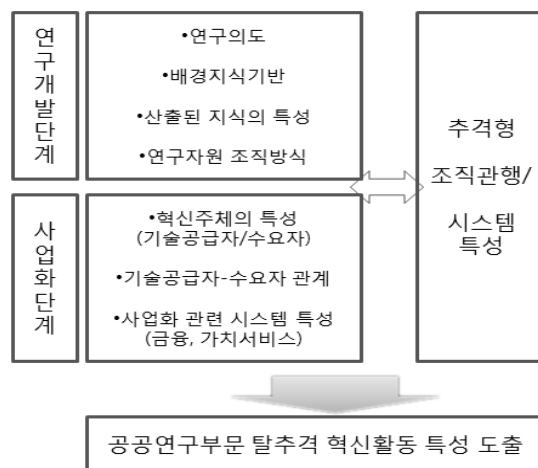 연구개발단계
•연구의도
•배경지식기반
•산출된 지식의 특성
•연구자원 조직방식
사업화단계
•혁신주체의 특성
(기술공급자/수요자)
•기술공급자-수요자 관계
•사업화 관련 시스템 특성
(금융, 가치서비스)
추격형
조직관행/
시스템
특성
공공연구부문 탈추격 혁신활동 특성 도출